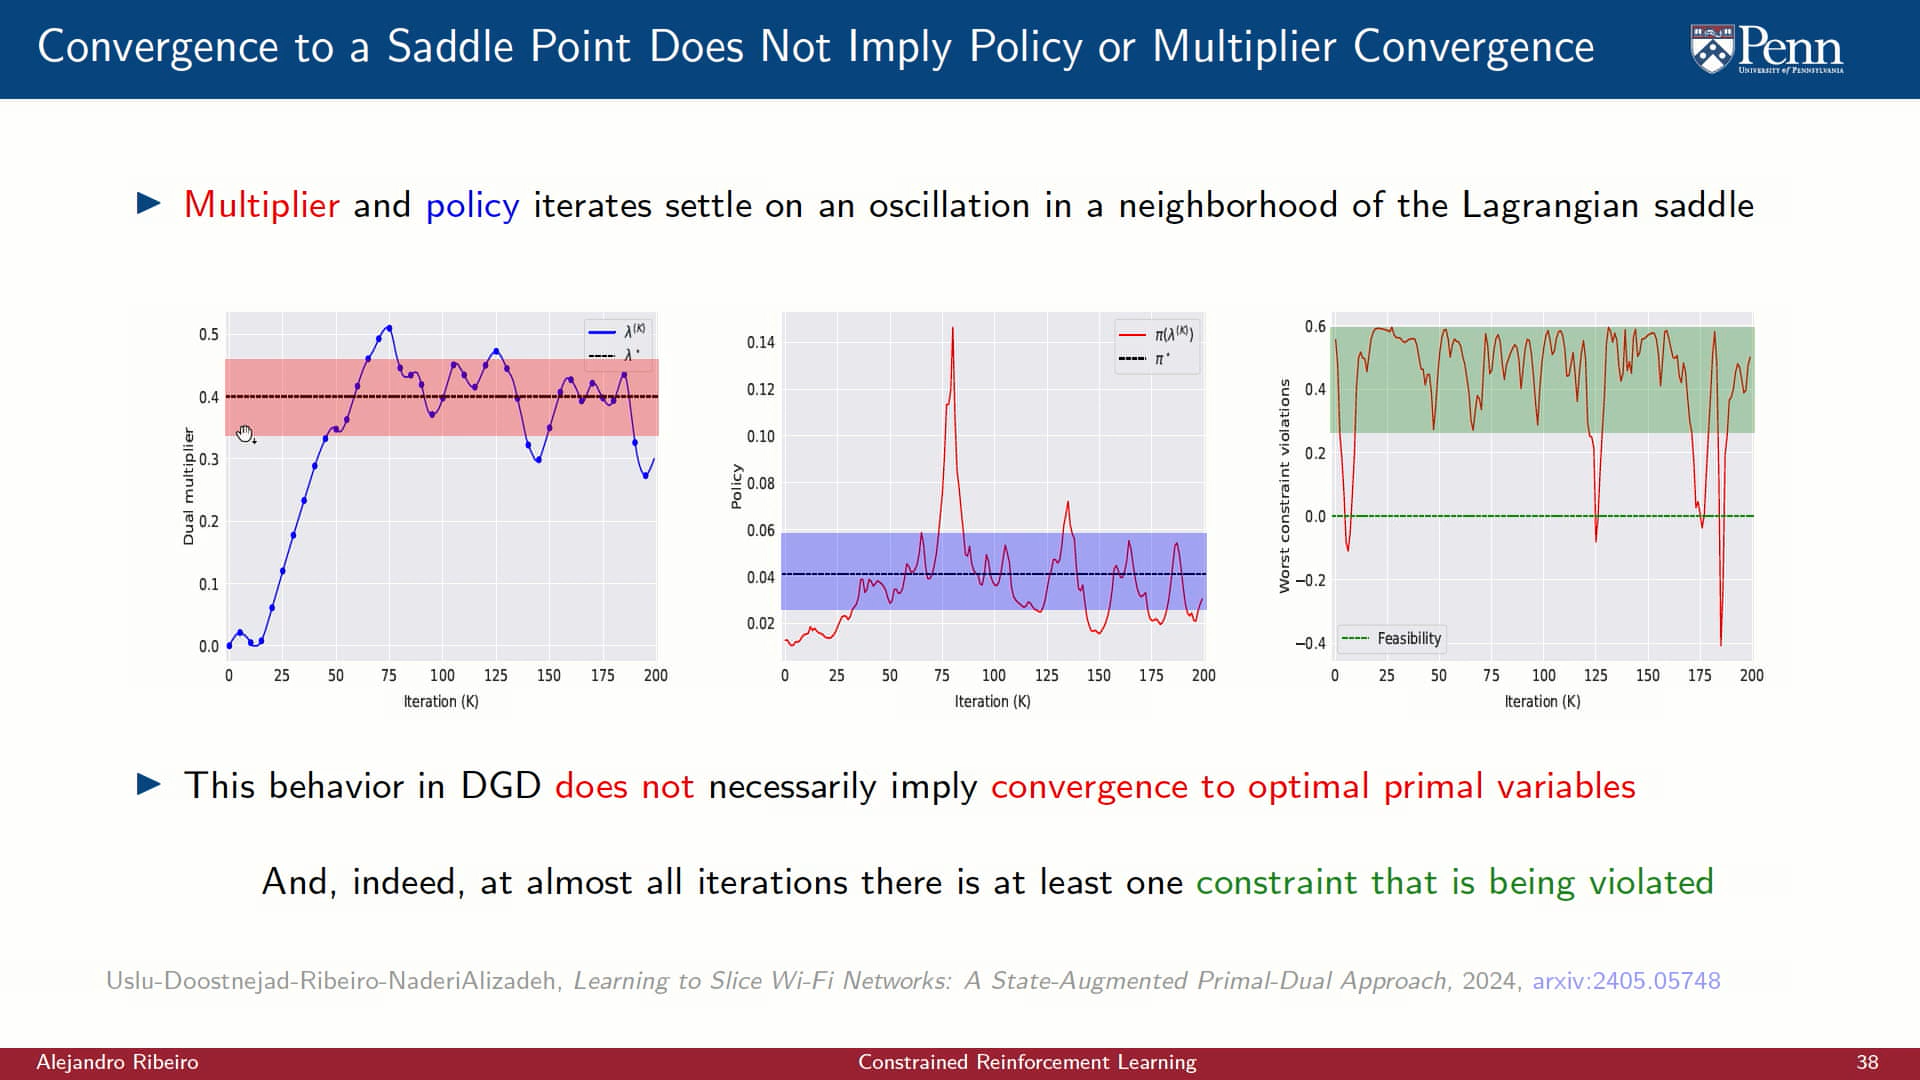 Convergence to a Saddle Point Does Not Imply Policy or Multiplier Convergence
Penn
UNIVERSITY of PENNSYLVANIA
▶ Multiplier and policy iterates settle on an oscillation in a neighborhood of the Lagrangian saddle
Dual multiplier
0.5
0.4
0.3
0.2
0.1
0.0
λ^(K)
λ*
0 25 50 75 100 125 150 175 200
Iteration (K)
Policy
0.14
0.12
0.10
0.08
0.06
0.04
0.02
π(λ^(K))
π*
0 25 50 75 100 125 150 175 200
Iteration (K)
Worst constraint violations
0.6
0.4
0.2
0.0
−0.2
−0.4
Feasibility
0 25 50 75 100 125 150 175 200
Iteration (K)
▶ This behavior in DGD does not necessarily imply convergence to optimal primal variables
And, indeed, at almost all iterations there is at least one constraint that is being violated
Uslu-Doostnejad-Ribeiro-NaderiAlizadeh, Learning to Slice Wi-Fi Networks: A State-Augmented Primal-Dual Approach, 2024, arxiv:2405.05748
Alejandro Ribeiro
Constrained Reinforcement Learning
38